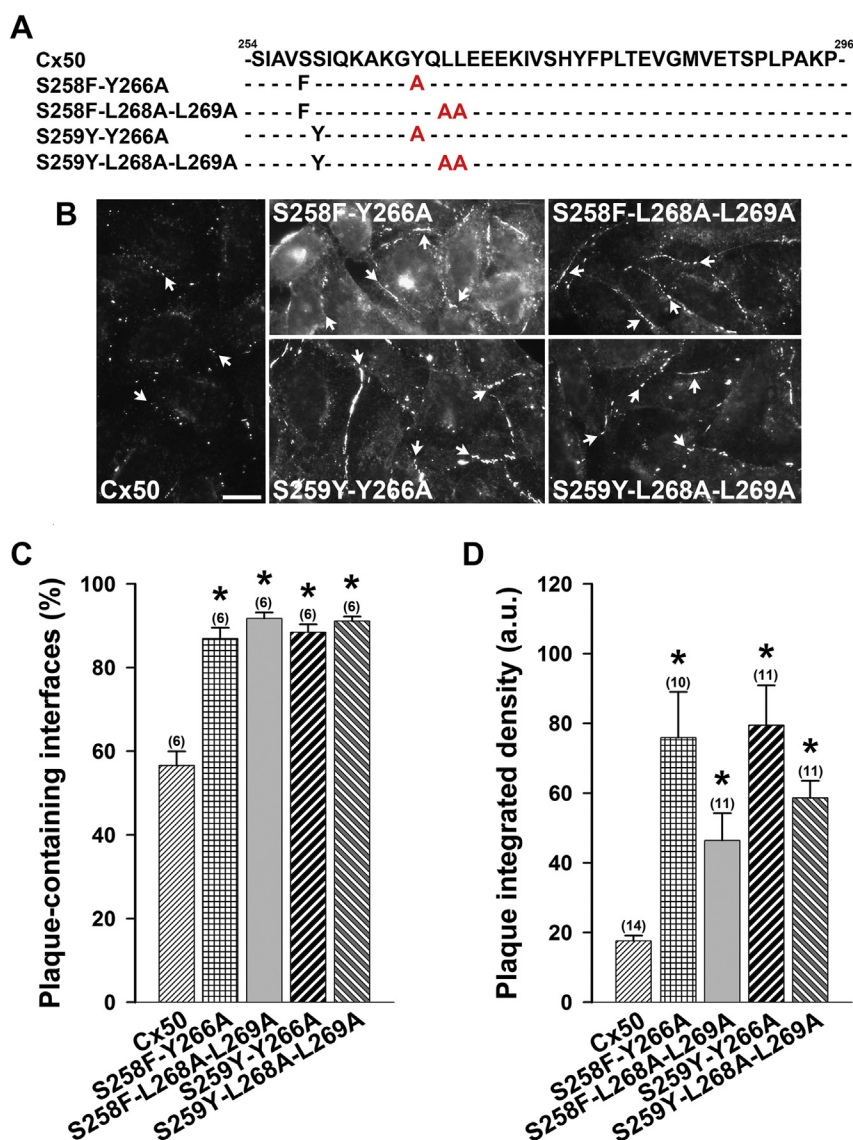 A
254 296
Cx50 -SIAVSSIQKAKGYQLLEEEKIVSHYFPLTEVGMVETSPLPAKP-
S258F-Y266A - - - - - F - - - - - - - A - - - - - - - - - - - - - - - - - - - - - - - - - - - - - -
S258F-L268A-L269A - - - - - F - - - - - - - - - AA - - - - - - - - - - - - - - - - - - - - - - - - - - -
S259Y-Y266A - - - - - - Y - - - - - - A - - - - - - - - - - - - - - - - - - - - - - - - - - - - - -
S259Y-L268A-L269A - - - - - - Y - - - - - - - - AA - - - - - - - - - - - - - - - - - - - - - - - - - - -
B
S258F-Y266A
S258F-L268A-L269A
Cx50
S259Y-Y266A
S259Y-L268A-L269A
C
Plaque-containing interfaces (%)
100
80
60
40
20
0
(6)
* (6)
* (6)
* (6)
* (6)
Cx50
S258F-Y266A
S258F-L268A-L269A
S259Y-Y266A
S259Y-L268A-L269A
D
Plaque integrated density (a.u.)
120
100
80
60
40
20
0
(14)
* (10)
* (11)
* (11)
* (11)
Cx50
S258F-Y266A
S258F-L268A-L269A
S259Y-Y266A
S259Y-L268A-L269A